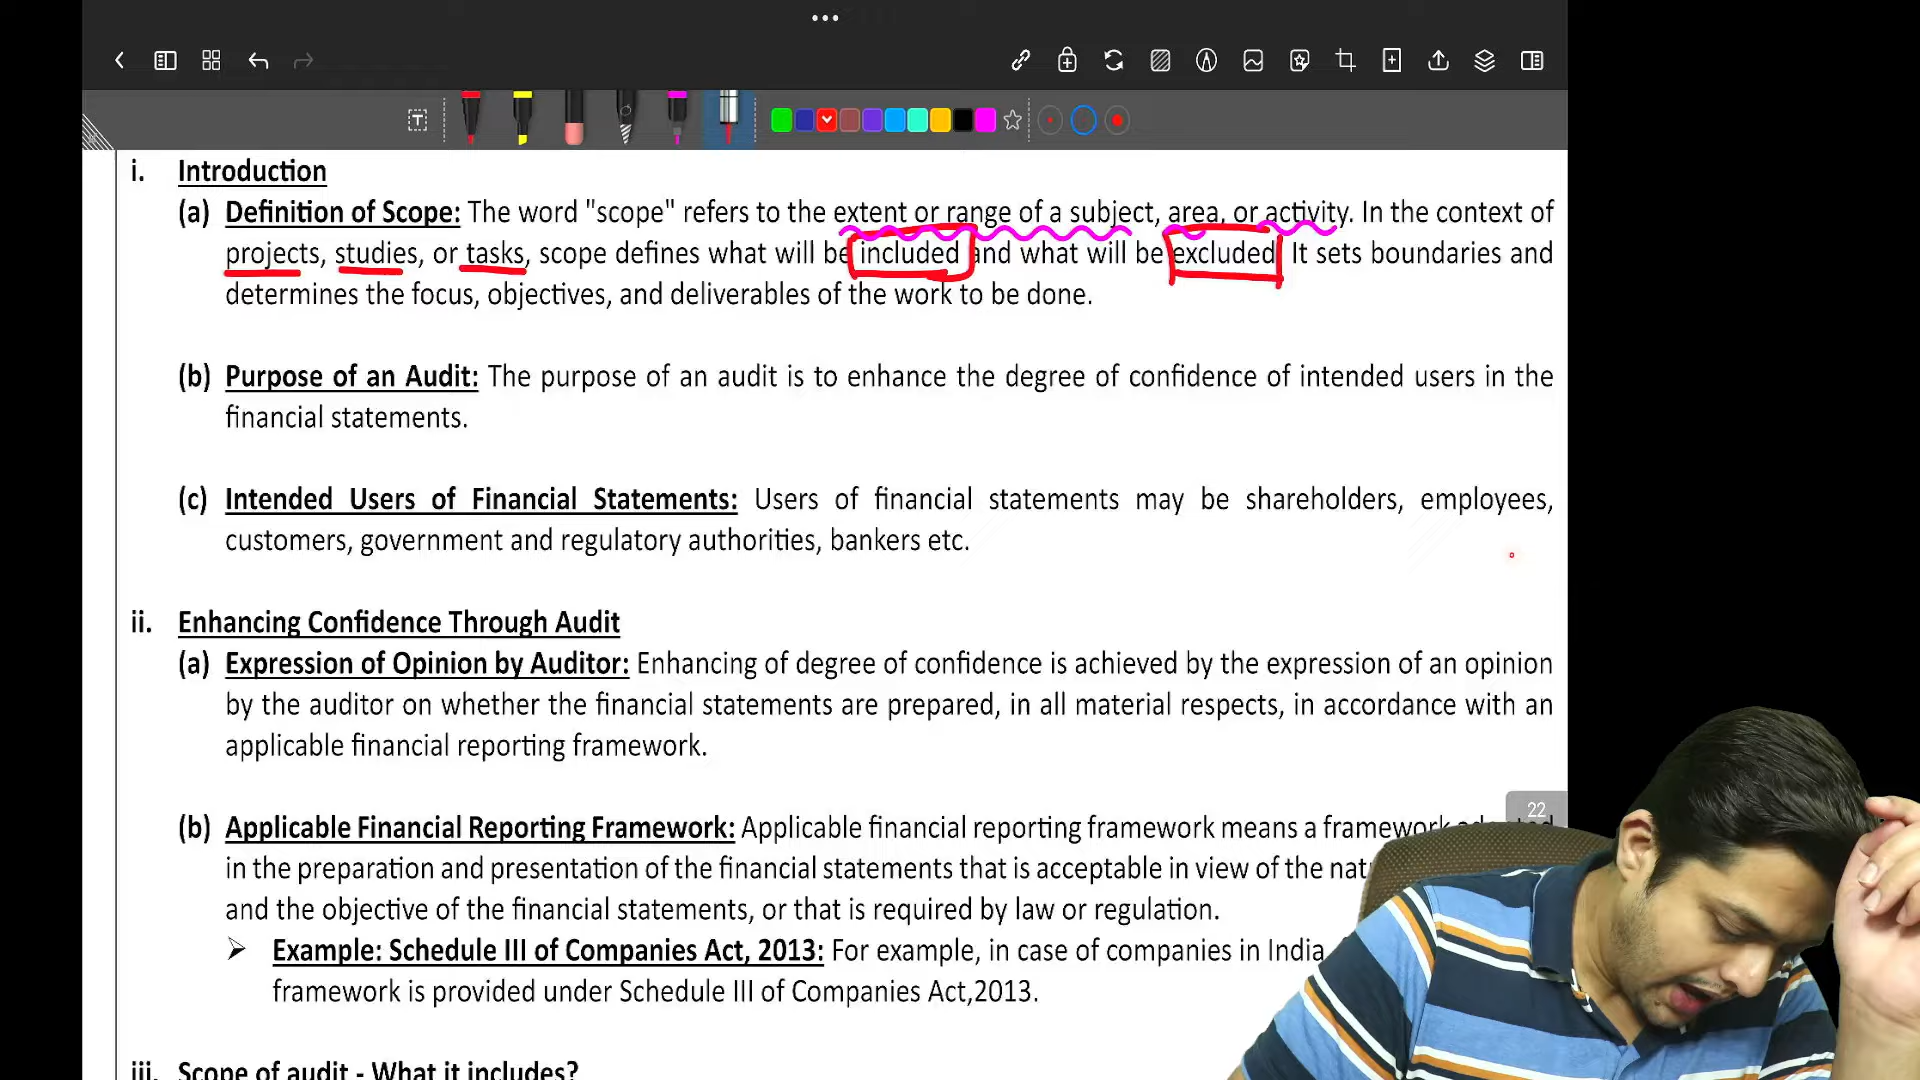 i. Introduction
(a) Definition of Scope: The word "scope" refers to the extent or range of a subject, area, or activity. In the context of
projects, studies, or tasks, scope defines what will be included and what will be excluded. It sets boundaries and
determines the focus, objectives, and deliverables of the work to be done.
(b) Purpose of an Audit: The purpose of an audit is to enhance the degree of confidence of intended users in the
financial statements.
(c) Intended Users of Financial Statements: Users of financial statements may be shareholders, employees,
customers, government and regulatory authorities, bankers etc.
ii. Enhancing Confidence Through Audit
(a) Expression of Opinion by Auditor: Enhancing of degree of confidence is achieved by the expression of an opinion
by the auditor on whether the financial statements are prepared, in all material respects, in accordance with an
applicable financial reporting framework.
22
(b) Applicable Financial Reporting Framework: Applicable financial reporting framework means a framework
in the preparation and presentation of the financial statements that is acceptable in view of the
and the objective of the financial statements, or that is required by law or regulation.
Example: Schedule III of Companies Act, 2013: For example, in case of companies in India
framework is provided under Schedule III of Companies Act,2013.
iii. Scope of audit - What it includes?